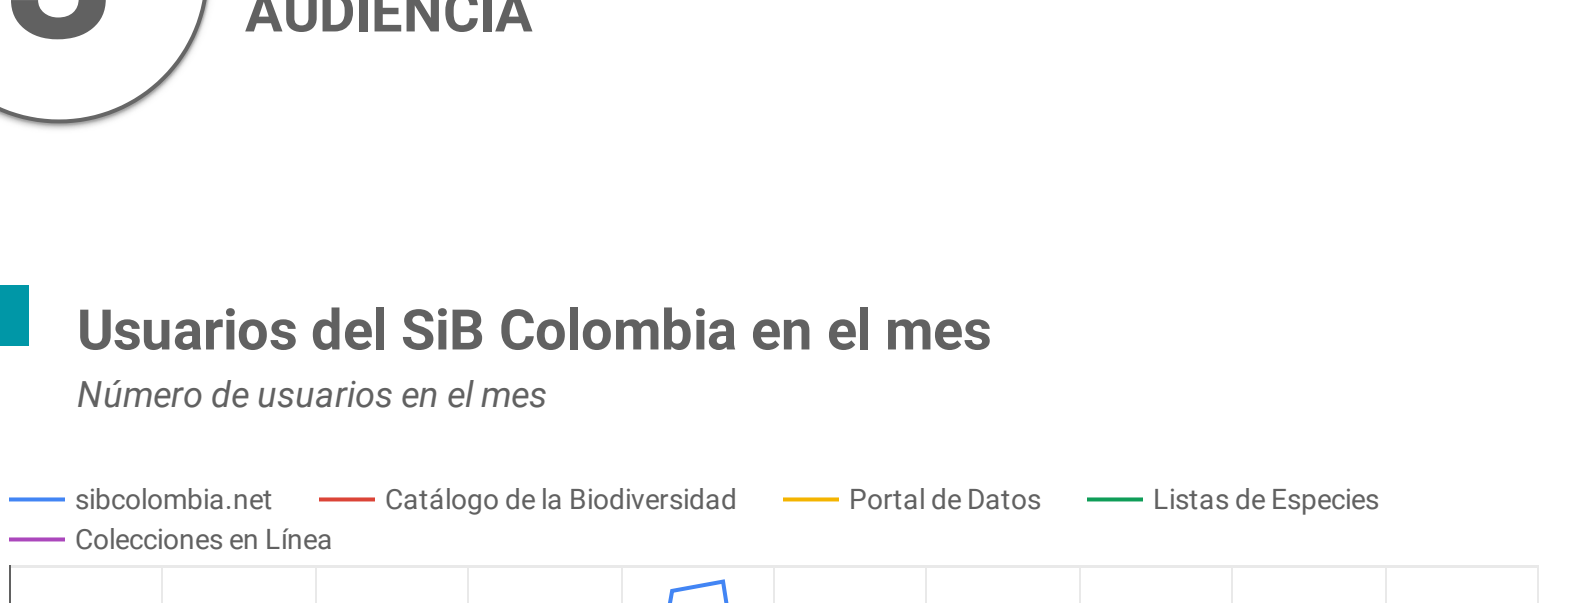 AUDIENCIA
Usuarios del SiB Colombia en el mes
Número de usuarios en el mes
sibcolombia.net Catálogo de la Biodiversidad Portal de Datos Listas de Especies
Colecciones en Línea